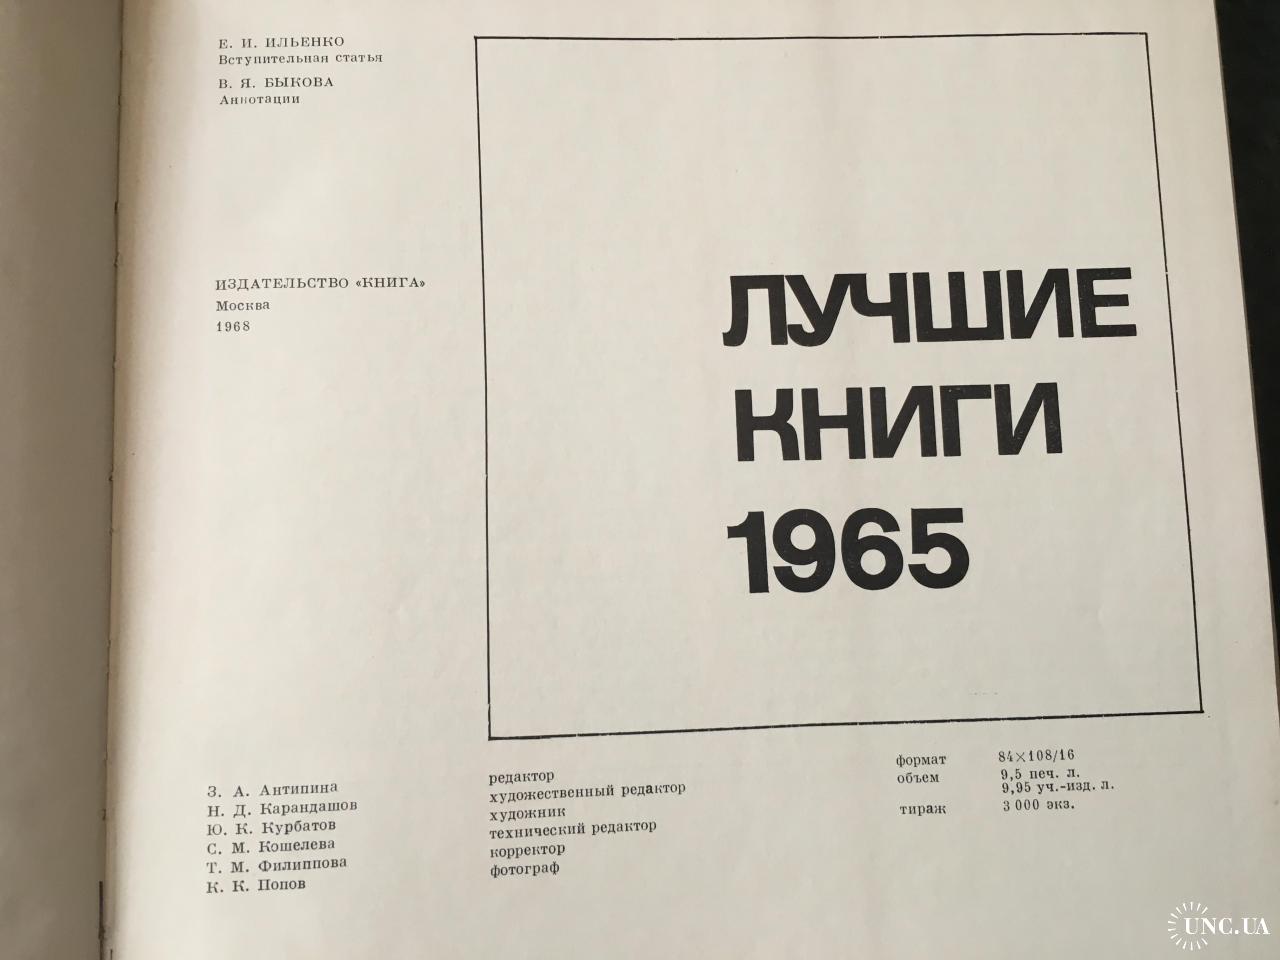 Е. И. ИЛЬЕНКО
Вступительная статья
В. Я. БЫКОВА
Аннотации
ИЗДАТЕЛЬСТВО «КНИГА»
Москва
1968
ЛУЧШИЕ
КНИГИ
1965
З. А. Антипина редактор
Н. Д. Карандашов художественный редактор
Ю. К. Курбатов художник
С. М. Кошелева технический редактор
Т. М. Филиппова корректор
К. К. Попов фотограф
формат 84×108/16
объем 9,5 печ. л.
9,95 уч.-изд. л.
тираж 3 000 экз.
UNC.UA